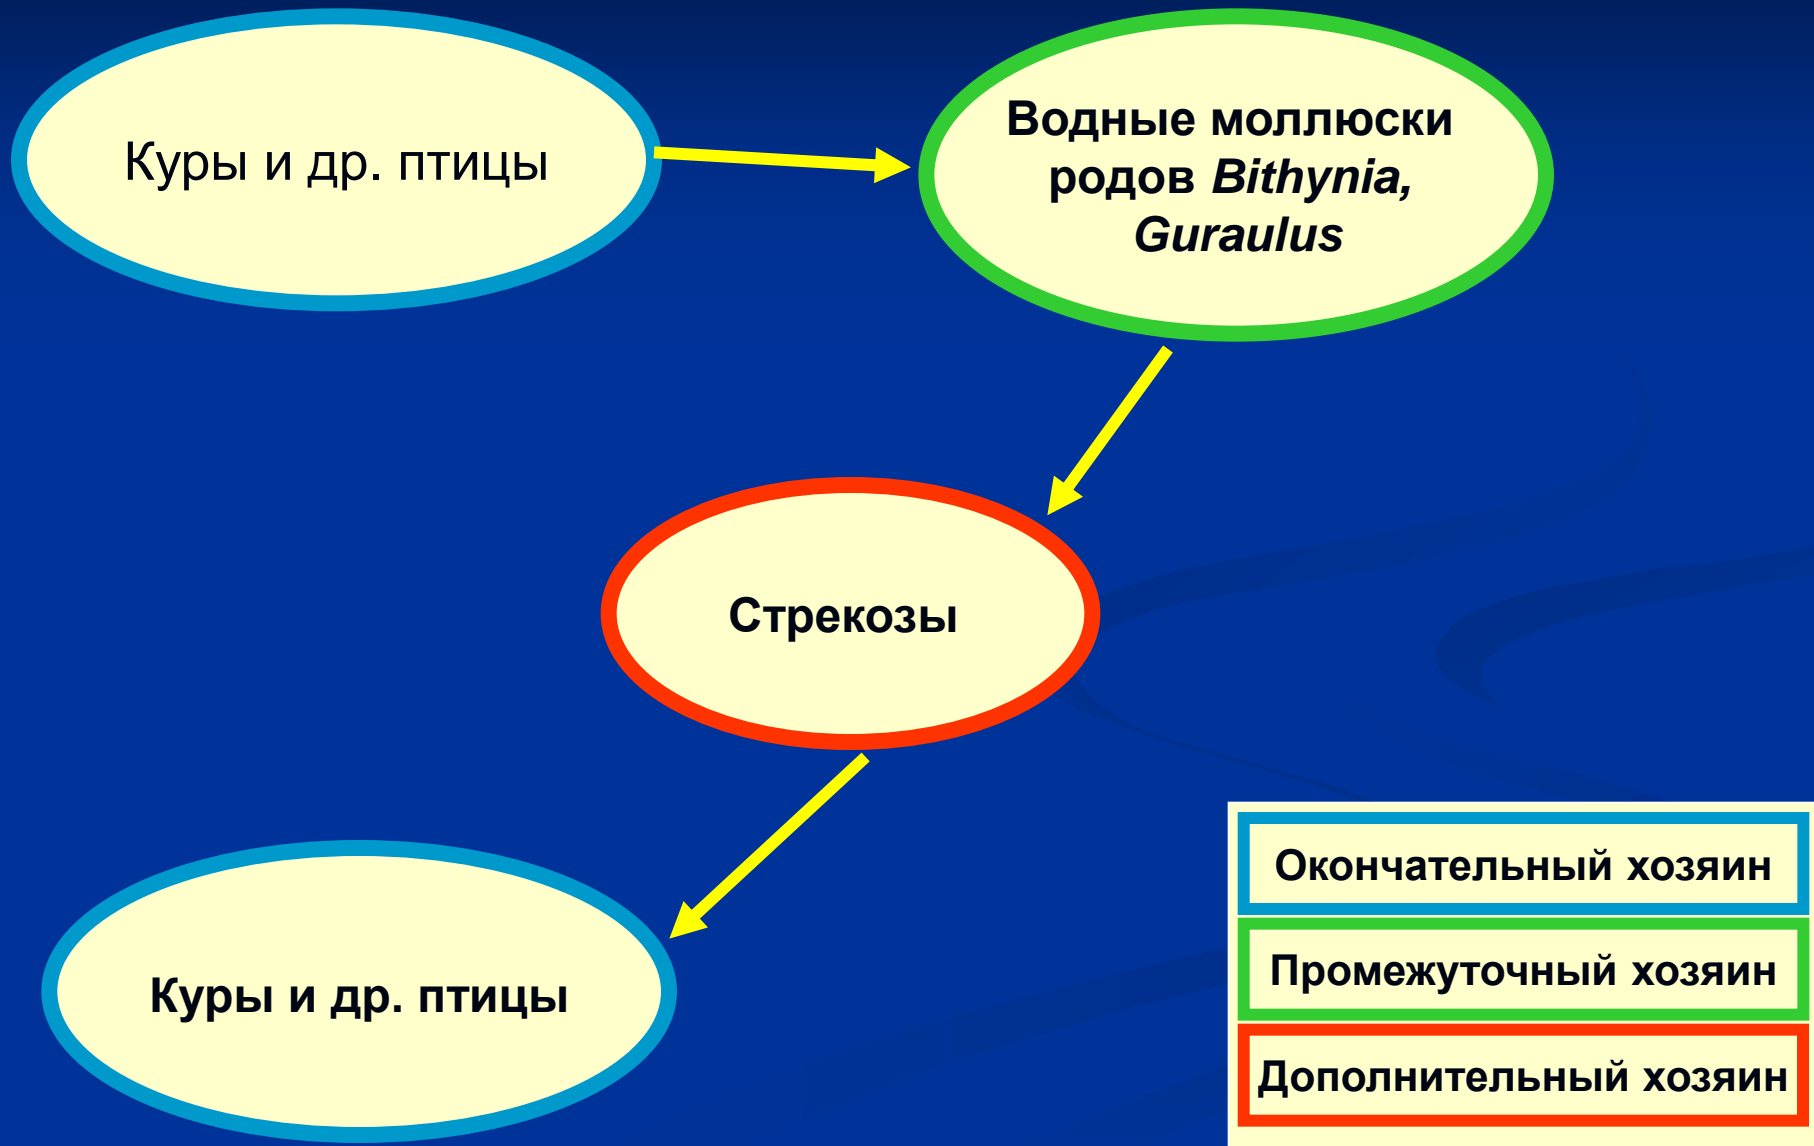 Куры и др. птицы
Водные моллюски
родов Bithynia,
Guraulus
Стрекозы
Куры и др. птицы
Окончательный хозяин
Промежуточный хозяин
Дополнительный хозяин